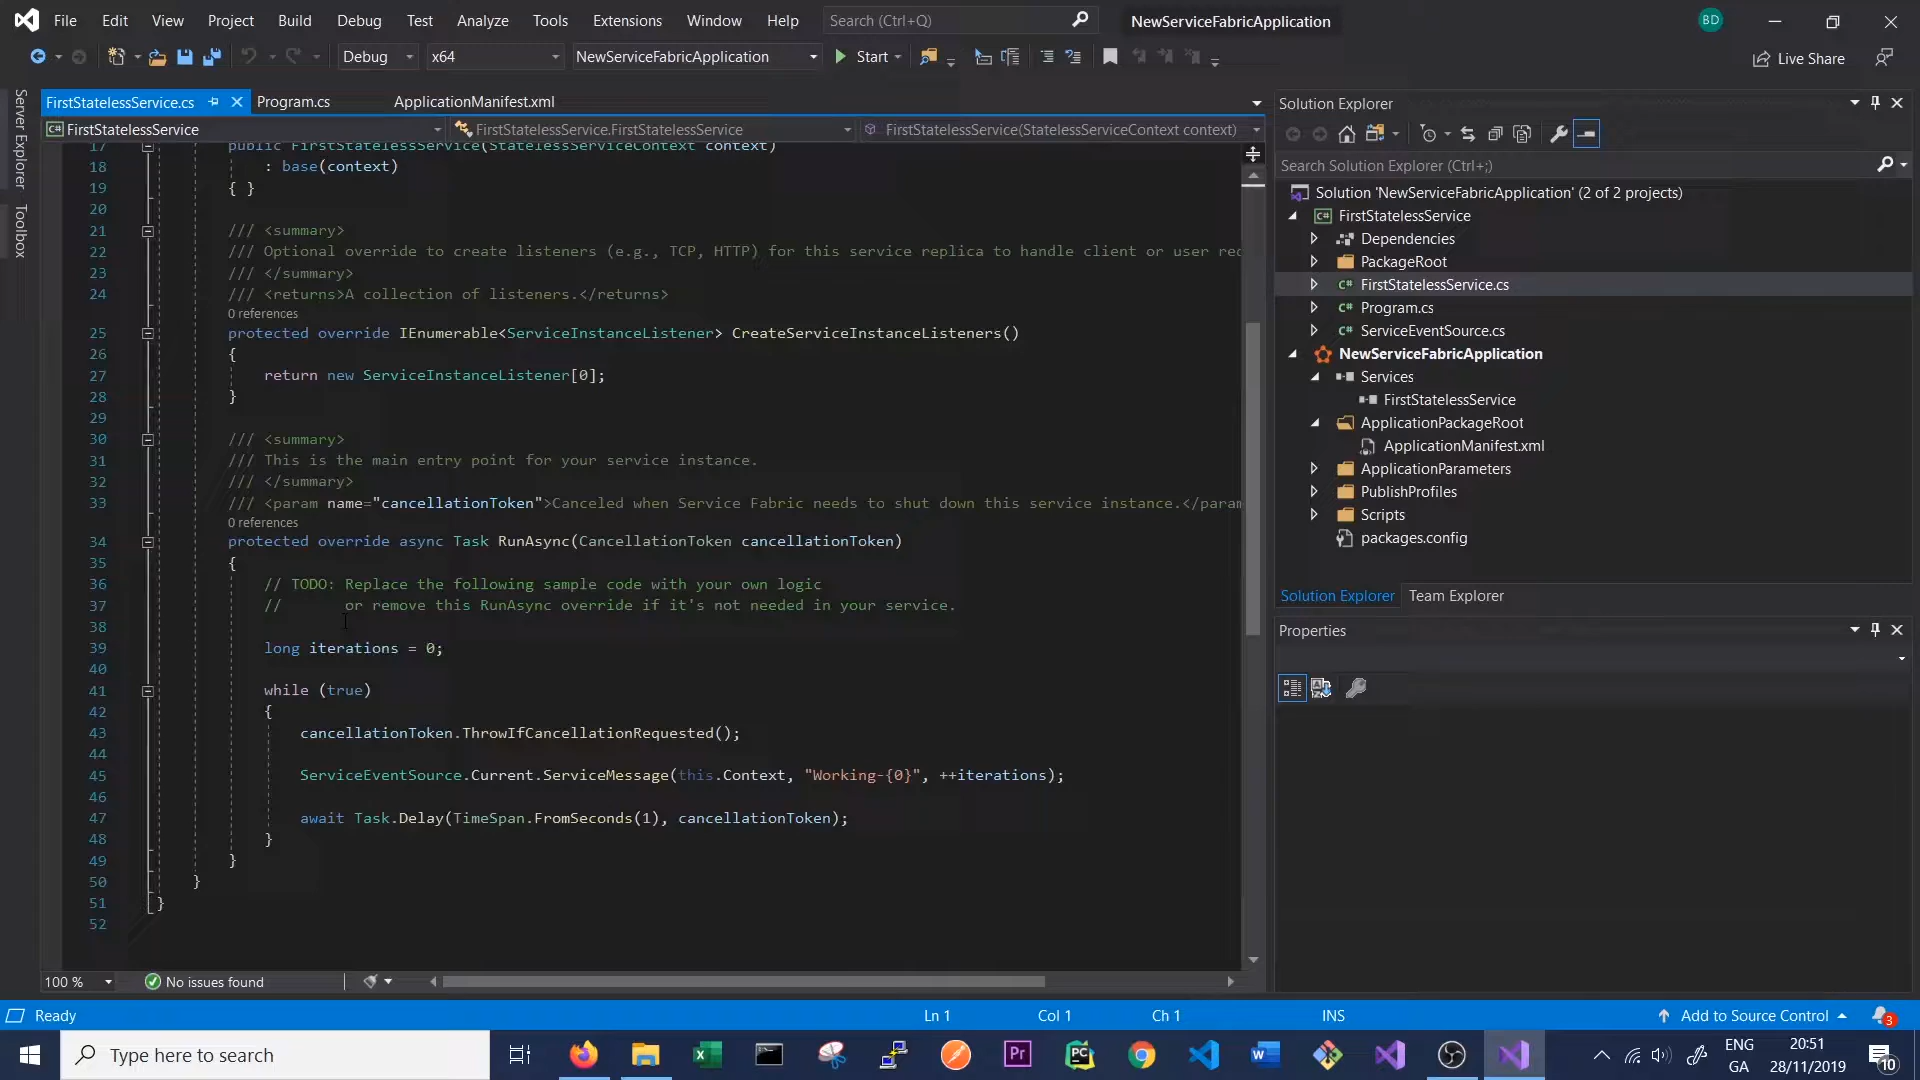 File Edit View Project Build Debug Test Analyze Tools Extensions Window Help Search (Ctrl+Q) NewServiceFabricApplication BD
Debug x64 NewServiceFabricApplication Start Live Share
Server Explorer
Toolbox
FirstStatelessService.cs Program.cs ApplicationManifest.xml
FirstStatelessService FirstStatelessService.FirstStatelessService FirstStatelessService(StatelessServiceContext context)
17 public FirstStatelessService(StatelessServiceContext context)
18 : base(context)
19 { }
20
21 /// <summary>
22 /// Optional override to create listeners (e.g., TCP, HTTP) for this service replica to handle client or user req
23 /// </summary>
24 /// <returns>A collection of listeners.</returns>
0 references
25 protected override IEnumerable<ServiceInstanceListener> CreateServiceInstanceListeners()
26 {
27 return new ServiceInstanceListener[0];
28 }
29
30 /// <summary>
31 /// This is the main entry point for your service instance.
32 /// </summary>
33 /// <param name="cancellationToken">Canceled when Service Fabric needs to shut down this service instance.</param
0 references
34 protected override async Task RunAsync(CancellationToken cancellationToken)
35 {
36 // TODO: Replace the following sample code with your own logic
37 // or remove this RunAsync override if it's not needed in your service.
38
39 long iterations = 0;
40
41 while (true)
42 {
43 cancellationToken.ThrowIfCancellationRequested();
44
45 ServiceEventSource.Current.ServiceMessage(this.Context, "Working-{0}", ++iterations);
46
47 await Task.Delay(TimeSpan.FromSeconds(1), cancellationToken);
48 }
49 }
50 }
51 }
52
100 % No issues found
Solution Explorer
Search Solution Explorer (Ctrl+;)
Solution 'NewServiceFabricApplication' (2 of 2 projects)
FirstStatelessService
Dependencies
PackageRoot
FirstStatelessService.cs
Program.cs
ServiceEventSource.cs
NewServiceFabricApplication
Services
FirstStatelessService
ApplicationPackageRoot
ApplicationManifest.xml
ApplicationParameters
PublishProfiles
Scripts
packages.config
Solution Explorer Team Explorer
Properties
Ready Ln 1 Col 1 Ch 1 INS Add to Source Control 3
Type here to search
ENG
GA
20:51
28/11/2019
10